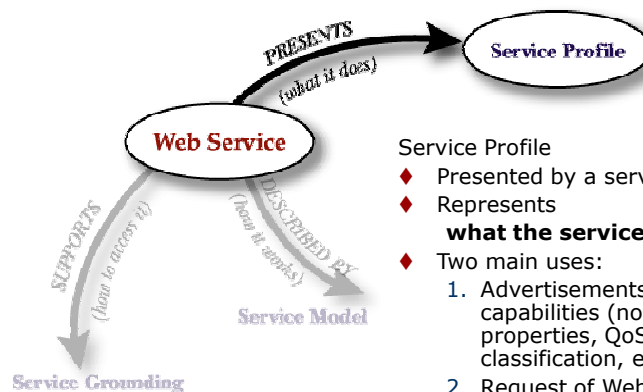 PRESENTS
(what it does)
Service Profile
Web Service
SUPPORTS
(how to access it)
DESCRIBED BY
(how it works)
Service Model
Service Grounding
Service Profile
♦ Presented by a
♦ Represents
what the service
♦ Two main uses:
1. Advertisements
capabilities
properties, QoS
classification,
2. Request of Web